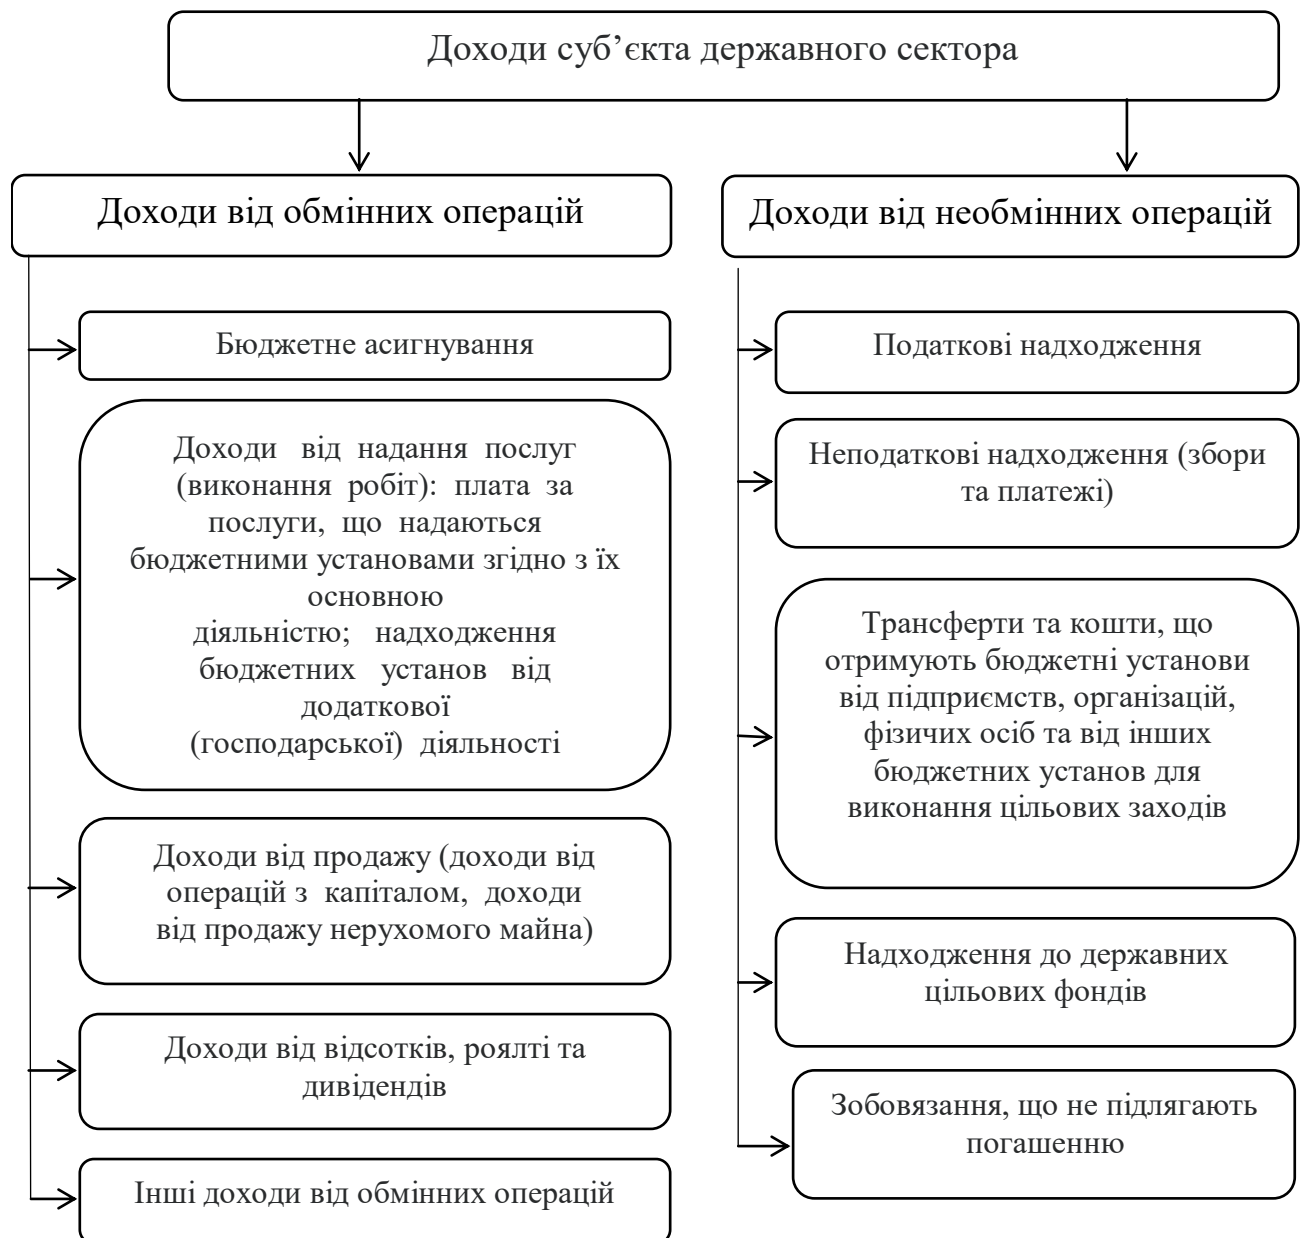 Доходи суб’єкта державного сектора
Доходи від обмінних операцій
Бюджетне асигнування
Доходи від надання послуг
(виконання робіт): плата за
послуги, що надаються
бюджетними установами згідно з їх
основною
діяльністю; надходження
бюджетних установ від
додаткової
(господарської) діяльності
Доходи від продажу (доходи від
операцій з капіталом, доходи
від продажу нерухомого майна)
Доходи від відсотків, роялті та
дивідендів
Інші доходи від обмінних операцій
Доходи від необмінних операцій
Податкові надходження
Неподаткові надходження (збори
та платежі)
Трансферти та кошти, що
отримують бюджетні установи
від підприємств, організацій,
фізичих осіб та від інших
бюджетних установ для
виконання цільових заходів
Надходження до державних
цільових фондів
Зобовязання, що не підлягають
погашенню